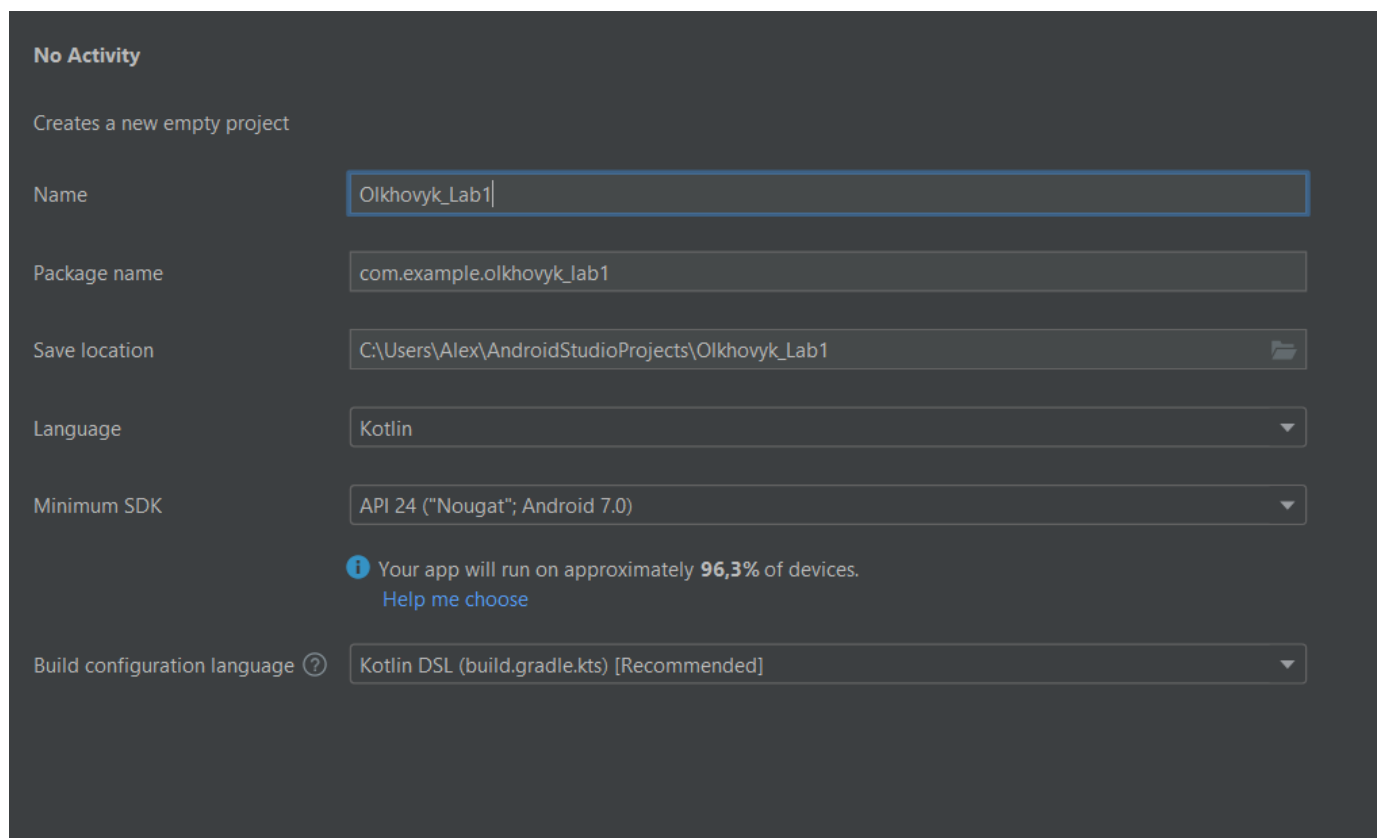 No Activity
Creates a new empty project
Name Olkhovyk_Lab1
Package name com.example.olkhovyk_lab1
Save location C:\Users\Alex\AndroidStudioProjects\Olkhovyk_Lab1
Language Kotlin
Minimum SDK API 24 ("Nougat"; Android 7.0)
Your app will run on approximately 96,3% of devices.
Help me choose
Build configuration language Kotlin DSL (build.gradle.kts) [Recommended]